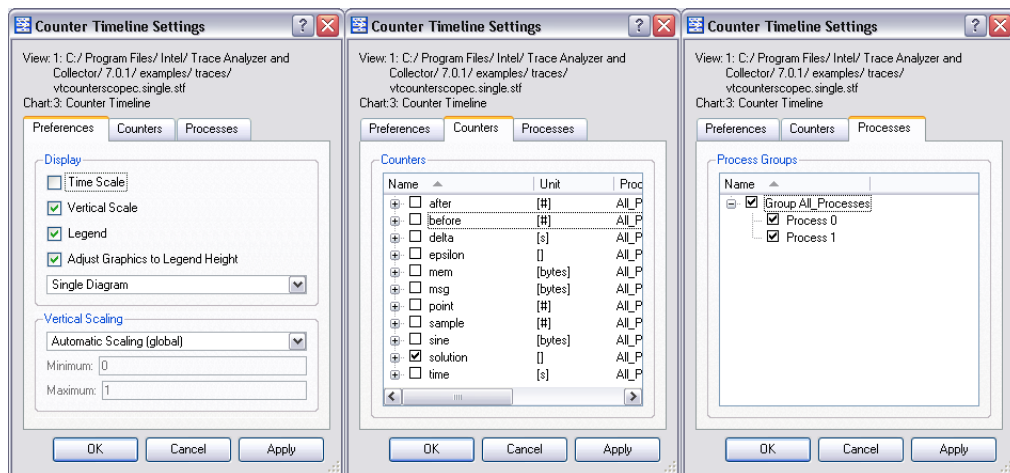 Counter Timeline Settings
View: 1: C:/ Program Files/ Intel/ Trace Analyzer and
Collector/ 7.0.1/ examples/ traces/
vtcounterscopec.single.stf
Chart:3: Counter Timeline
Preferences Counters Processes
Display
Time Scale
Vertical Scale
Legend
Adjust Graphics to Legend Height
Single Diagram
Vertical Scaling
Automatic Scaling (global)
Minimum: 0
Maximum: 1
OK Cancel Apply
Counter Timeline Settings
View: 1: C:/ Program Files/ Intel/ Trace Analyzer and
Collector/ 7.0.1/ examples/ traces/
vtcounterscopec.single.stf
Chart:3: Counter Timeline
Preferences Counters Processes
Counters
Name Unit Proc
after [#] All_P
before [#] All_P
delta [s] All_P
epsilon [] All_P
mem [bytes] All_P
msg [bytes] All_P
point [#] All_P
sample [#] All_P
sine [bytes] All_P
solution [] All_P
time [s] All_P
OK Cancel Apply
Counter Timeline Settings
View: 1: C:/ Program Files/ Intel/ Trace Analyzer and
Collector/ 7.0.1/ examples/ traces/
vtcounterscopec.single.stf
Chart:3: Counter Timeline
Preferences Counters Processes
Process Groups
Name
Group All_Processes
Process 0
Process 1
OK Cancel Apply